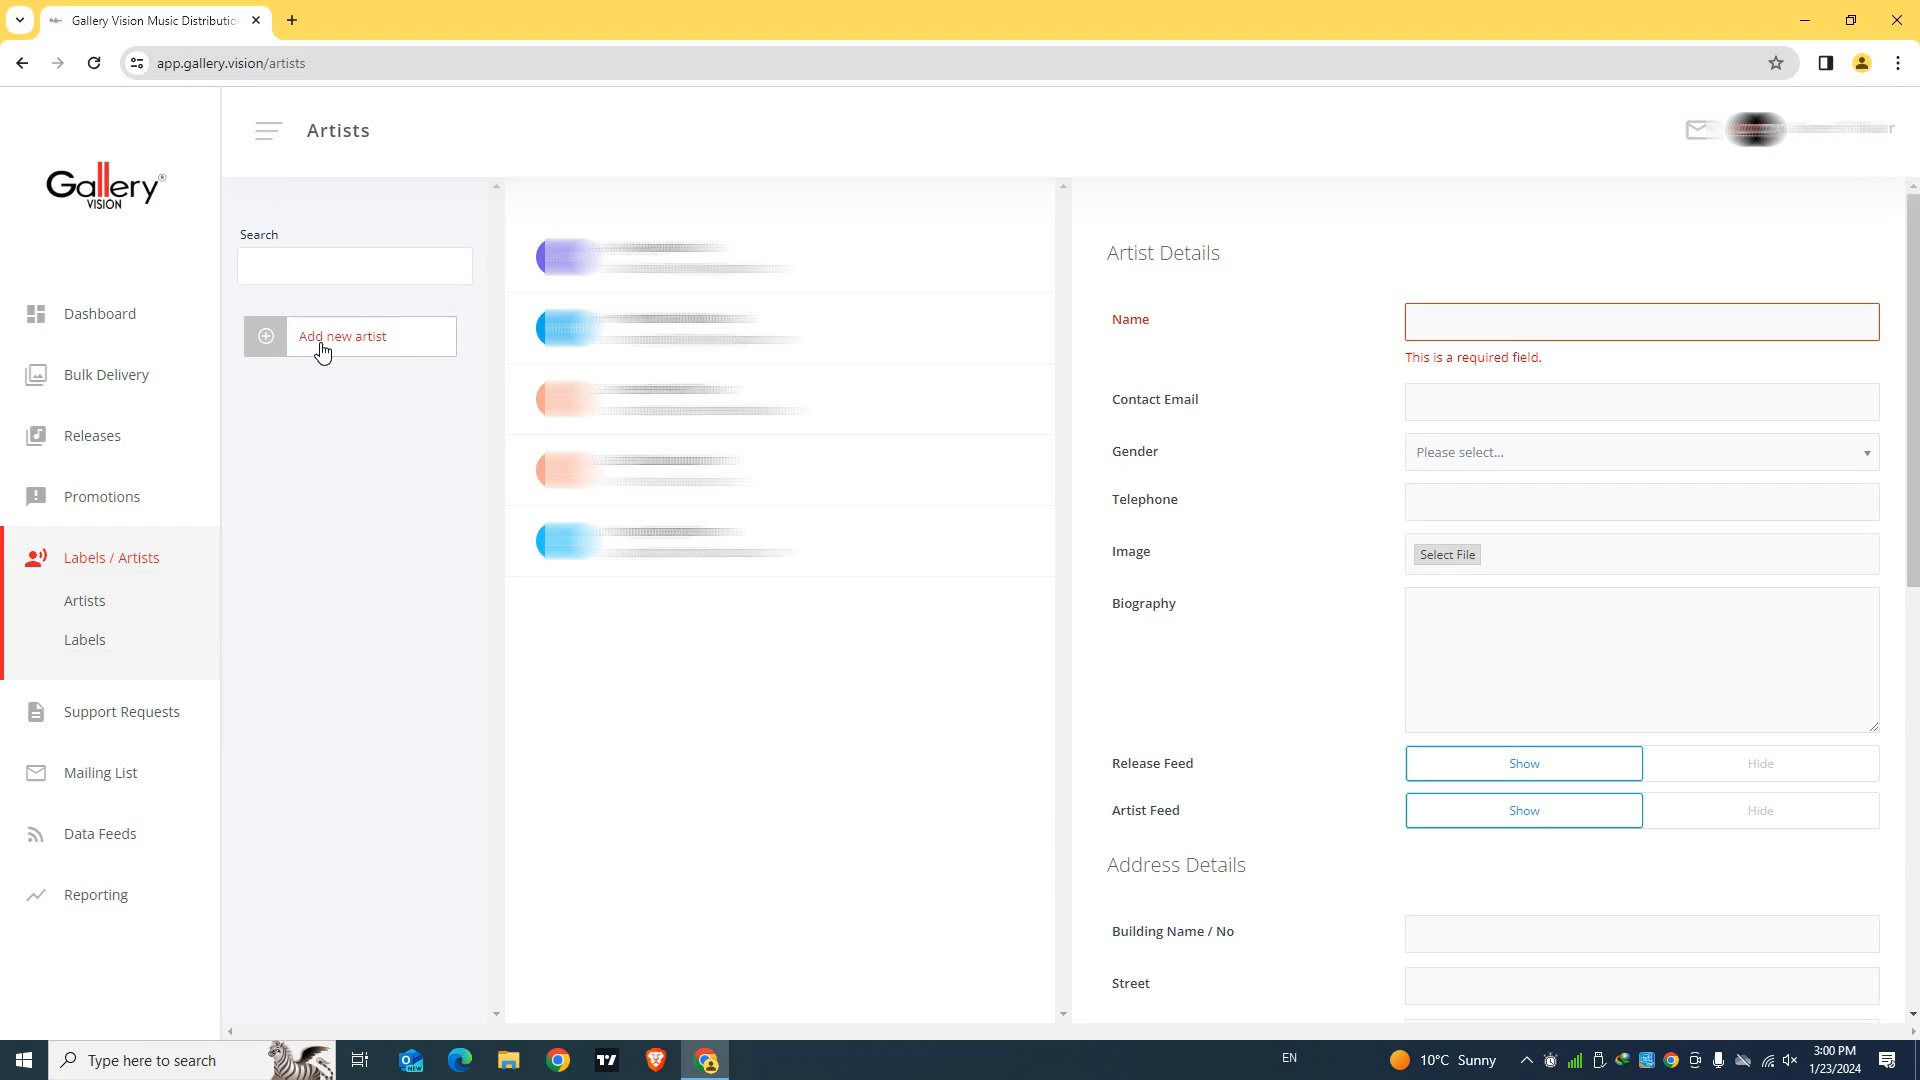 Gallery Vision Music Distributio
app.gallery.vision/artists
Gallery®
VISION
Artists
Search
Add new artist
Dashboard
Bulk Delivery
Releases
Promotions
Labels / Artists
Artists
Labels
Support Requests
Mailing List
Data Feeds
Reporting
Artist Details
Name
This is a required field.
Contact Email
Gender
Please select...
Telephone
Image
Select File
Biography
Release Feed
Show
Hide
Artist Feed
Show
Hide
Address Details
Building Name / No
Street
Type here to search
NEW
EN
10°C Sunny
3:00 PM
1/23/2024